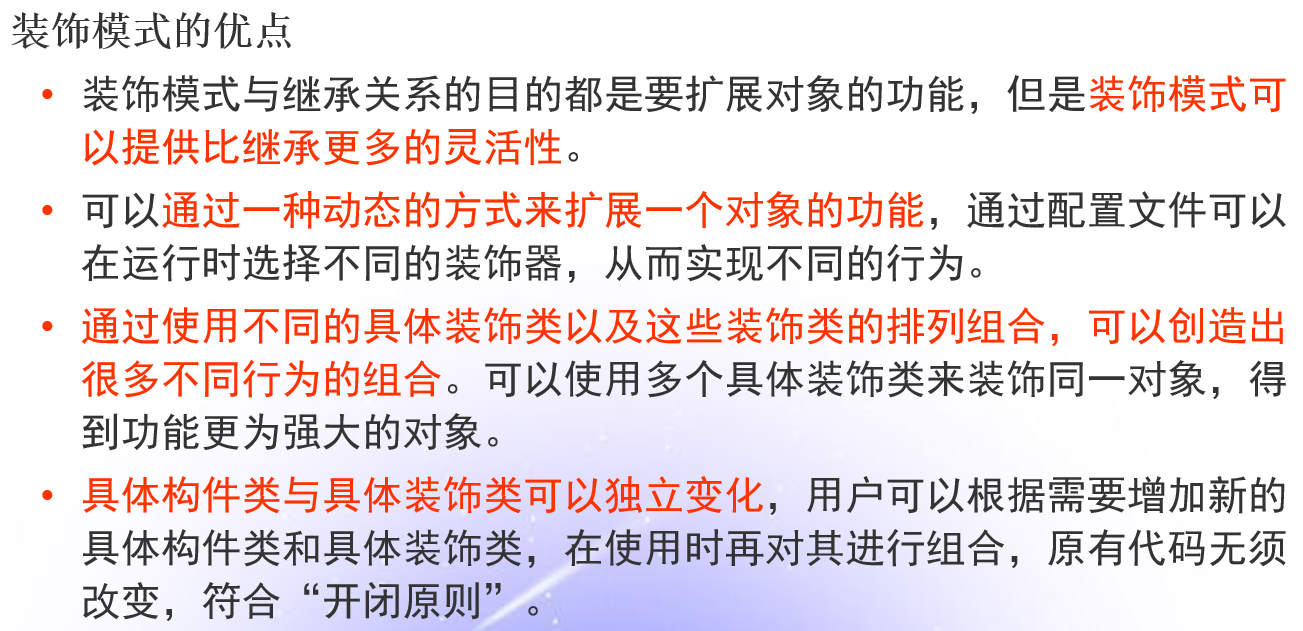 装饰模式的优点
• 装饰模式与继承关系的目的都是要扩展对象的功能，但是装饰模式可
以提供比继承更多的灵活性。
• 可以通过一种动态的方式来扩展一个对象的功能，通过配置文件可以
在运行时选择不同的装饰器，从而实现不同的行为。
• 通过使用不同的具体装饰类以及这些装饰类的排列组合，可以创造出
很多不同行为的组合。可以使用多个具体装饰类来装饰同一对象，得
到功能更为强大的对象。
• 具体构件类与具体装饰类可以独立变化，用户可以根据需要增加新的
具体构件类和具体装饰类，在使用时再对其进行组合，原有代码无须
改变，符合“开闭原则”。